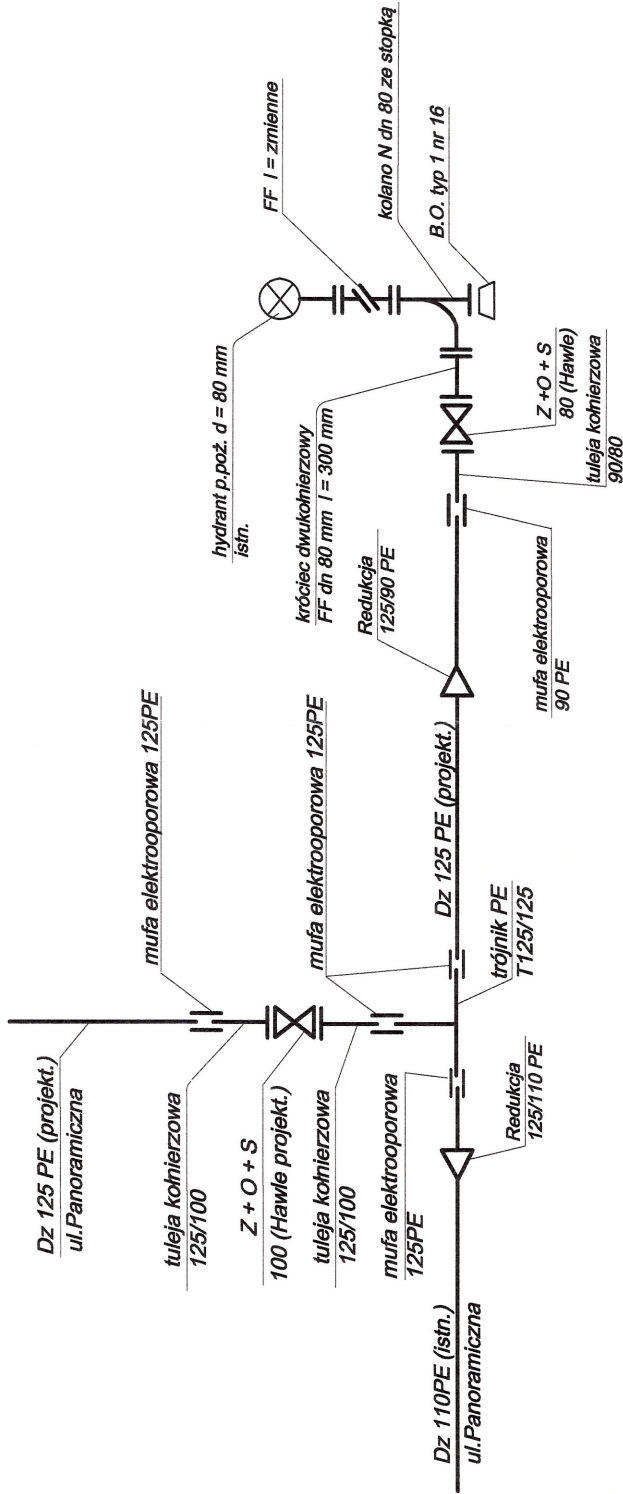 Dz 125 PE (projekt.)
ul.Panoramiczna
mufa elektrooporowa 125PE
tuleja kołnierzowa
125/100
Z + O + S
100 (Hawle projekt.)
mufa elektrooporowa 125PE
tuleja kołnierzowa
125/100
mufa elektrooporowa
125PE
Dz 110PE (istn.)
ul.Panoramiczna
Redukcja
125/110 PE
trójnik PE
T125/125
Dz 125 PE (projekt.)
Redukcja
125/90 PE
mufa elektrooporowa
90 PE
hydrant p.poż. d = 80 mm
istn.
króciec dwukołnierzowy
FF dn 80 mm l = 300 mm
FF l = zmienne
kolano N dn 80 ze stopką
B.O. typ 1 nr 16
Z +O + S
80 (Hawle)
tuleja kołnierzowa
90/80